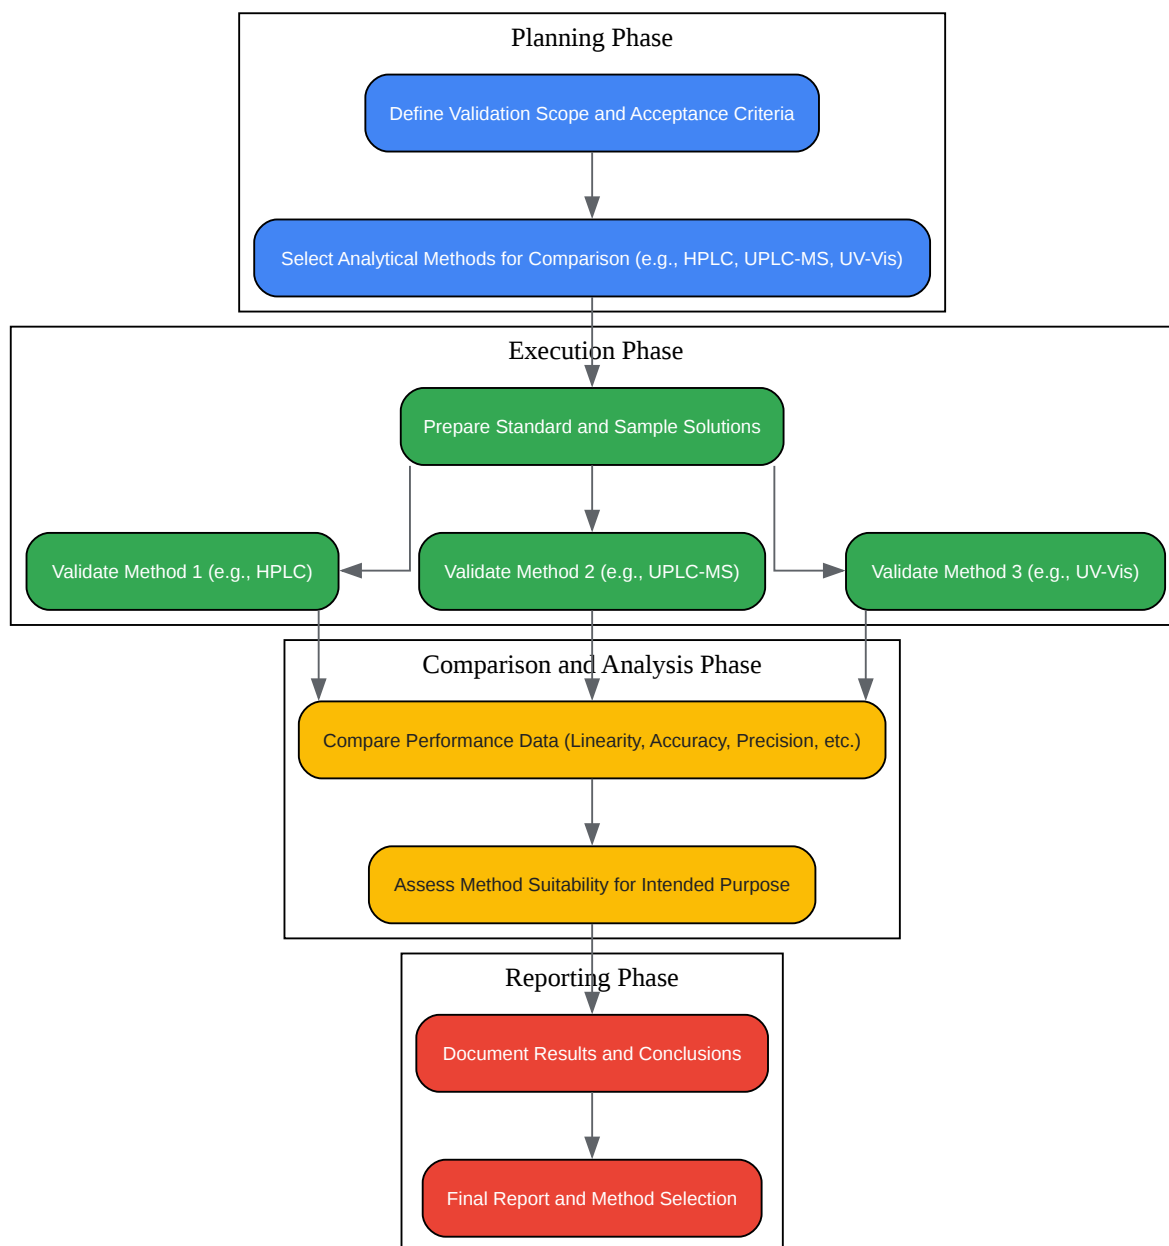 Planning Phase
Define Validation Scope and Acceptance Criteria
Select Analytical Methods for Comparison (e.g., HPLC, UPLC-MS, UV-Vis)
Execution Phase
Prepare Standard and Sample Solutions
Validate Method 1 (e.g., HPLC)
Validate Method 2 (e.g., UPLC-MS)
Validate Method 3 (e.g., UV-Vis)
Comparison and Analysis Phase
Compare Performance Data (Linearity, Accuracy, Precision, etc.)
Assess Method Suitability for Intended Purpose
Reporting Phase
Document Results and Conclusions
Final Report and Method Selection